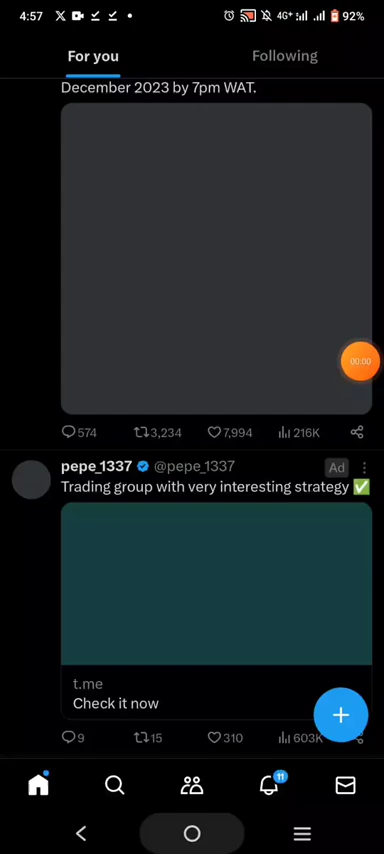 4:57
4G+
92%
For you
Following
December 2023 by 7pm WAT.
00:00
574
3,234
7,994
216K
pepe_1337 @pepe_1337
Ad
Trading group with very interesting strategy ✅
t.me
Check it now
9
15
310
603K
11